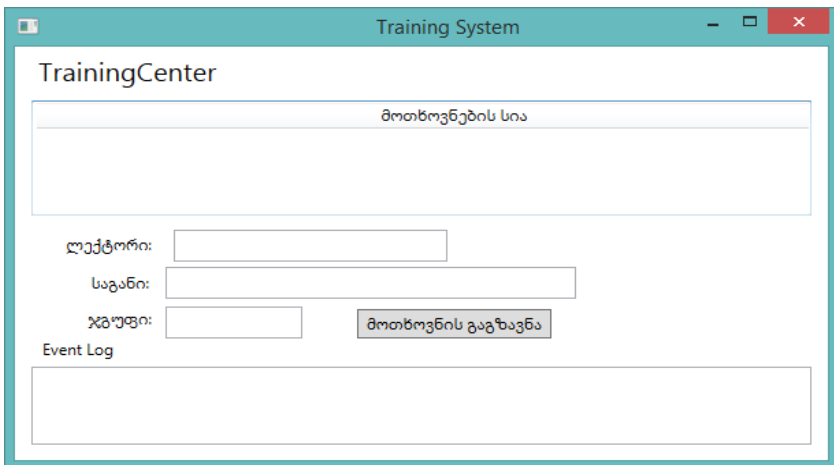 Training System
TrainingCenter
მოთხოვნების სია
ლექტორი:
საგანი:
ჯგუფი:
მოთხოვნის გაგზავნა
Event Log